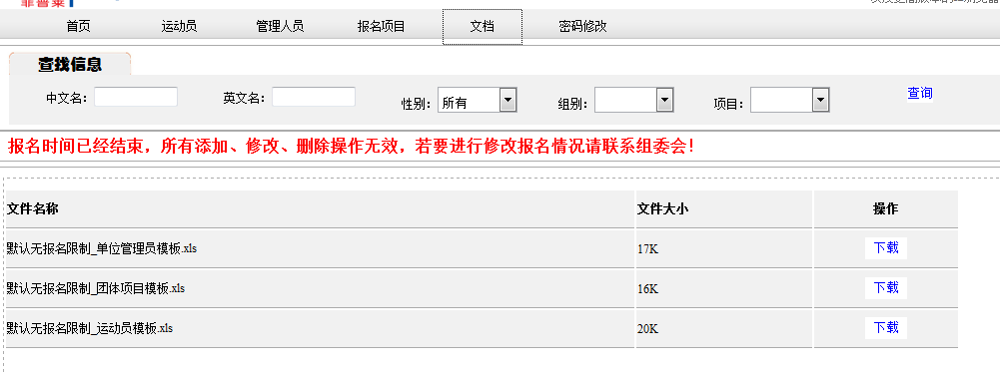 首页 运动员 管理人员 报名项目 文档 密码修改
查找信息
中文名: 英文名: 性别: 所有 组别: 项目: 查询
报名时间已经结束，所有添加、修改、删除操作无效，若要进行修改报名情况请联系组委会！
文件名称 文件大小 操作
默认无报名限制_单位管理员模板.xls 17K 下载
默认无报名限制_团体项目模板.xls 16K 下载
默认无报名限制_运动员模板.xls 20K 下载